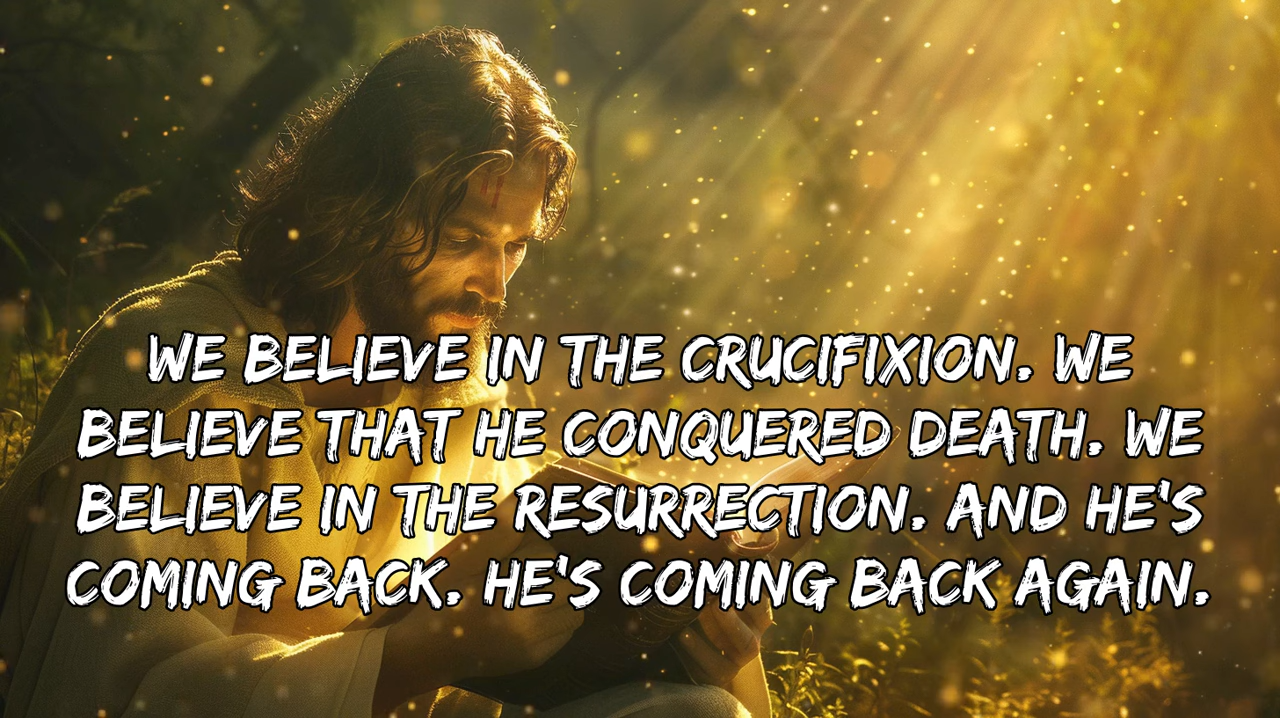 WE BELIEVE IN THE CRUCIFIXION. WE
BELIEVE THAT HE CONQUERED DEATH. WE
BELIEVE IN THE RESURRECTION. AND HE'S
COMING BACK. HE'S COMING BACK AGAIN.